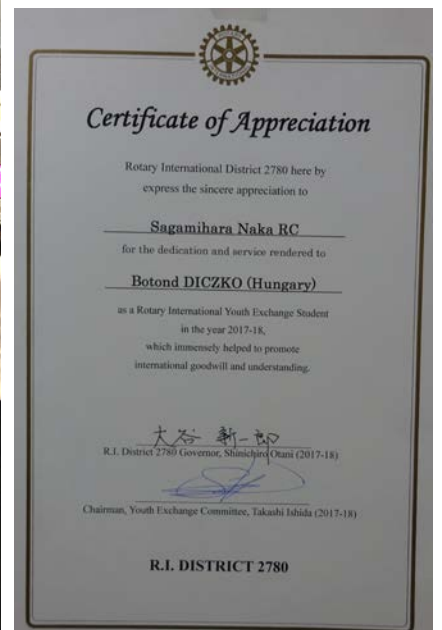 Certificate of Appreciation
Rotary International District 2780 here by
express the sincere appreciation to
Sagamihara Naka RC
for the dedication and service rendered to
Botond DICZKO (Hungary)
as a Rotary International Youth Exchange Student
in the year 2017-18,
which immensely helped to promote
international goodwill and understanding.
大谷 新一郎
R.I. District 2780 Governor, Shinichiro Otani (2017-18)
Chairman, Youth Exchange Committee, Takashi Ishida (2017-18)
R.I. DISTRICT 2780